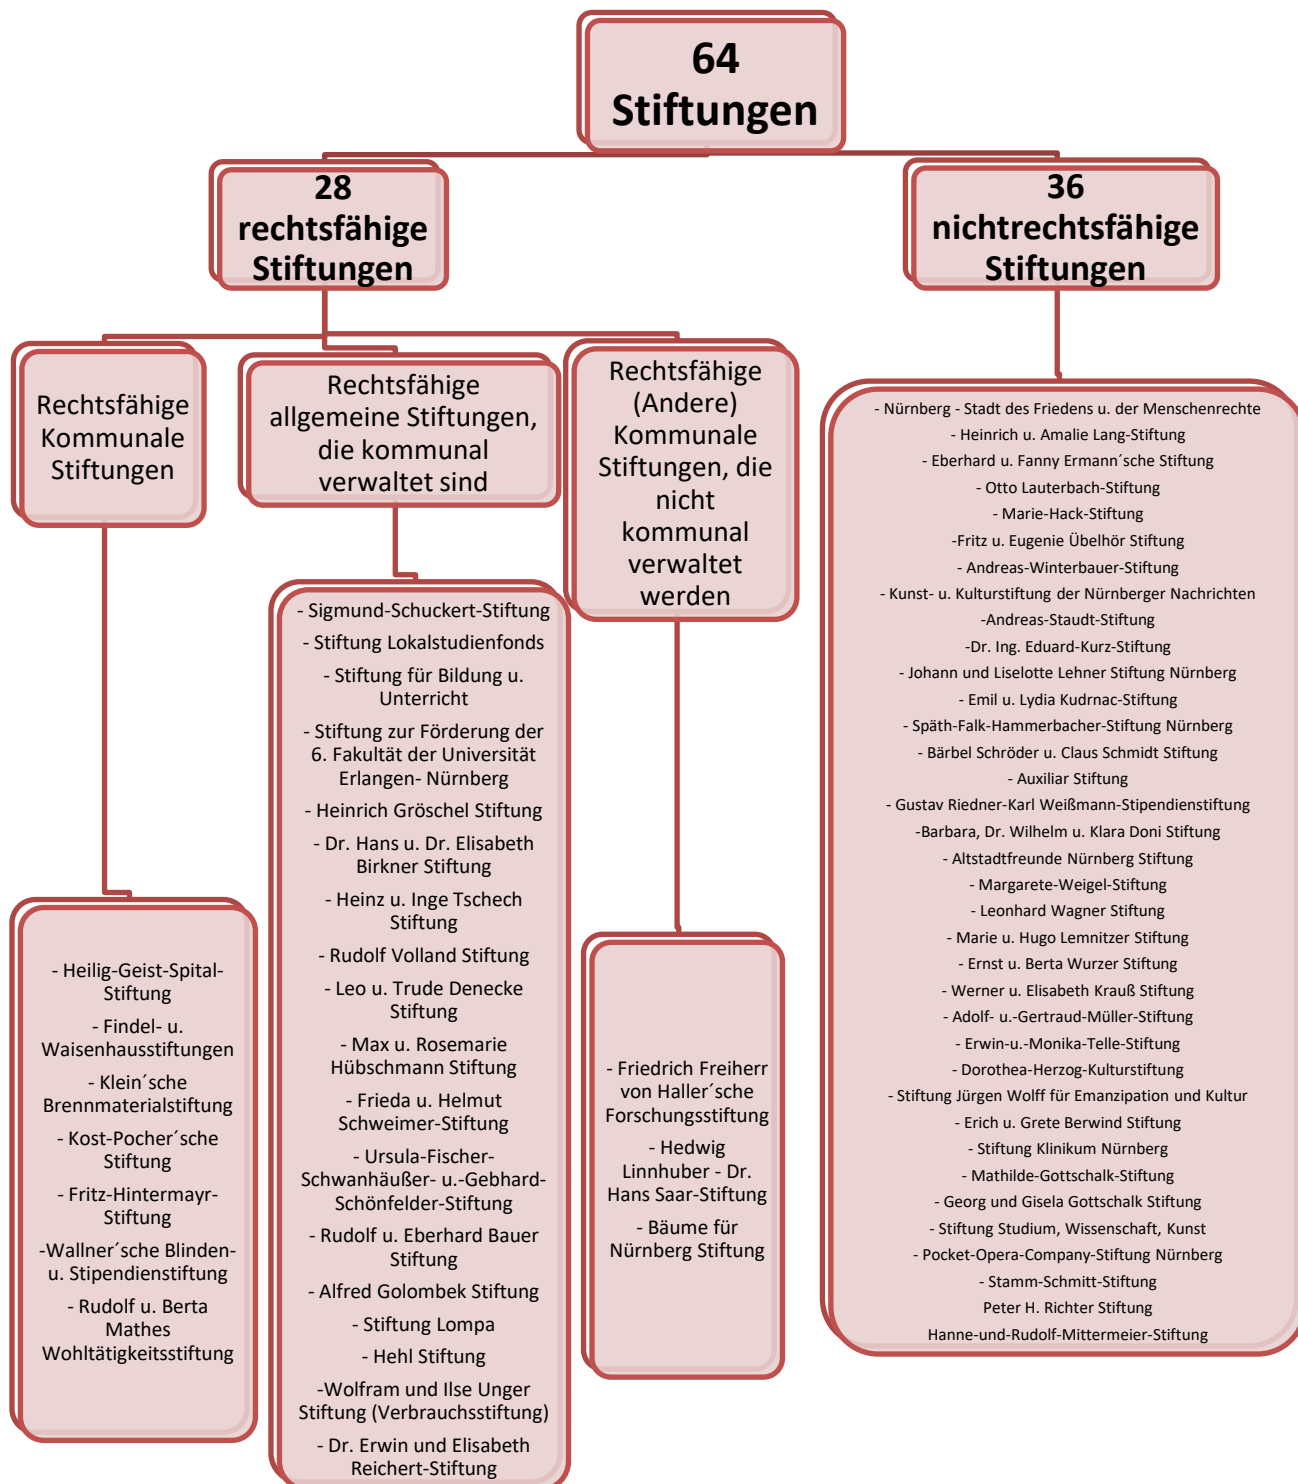 64
Stiftungen
28
rechtsfähige
Stiftungen
36
nichtrechtsfähige
Stiftungen
Rechtsfähige
Kommunale
Stiftungen
Rechtsfähige
allgemeine Stiftungen,
die kommunal
verwaltet sind
Rechtsfähige
(Andere)
Kommunale
Stiftungen, die
nicht
kommunal
verwaltet
werden
- Heilig-Geist-Spital-
Stiftung
- Findel- u.
Waisenhausstiftungen
- Klein´sche
Brennmaterialstiftung
- Kost-Pocher´sche
Stiftung
- Fritz-Hintermayr-
Stiftung
-Wallner´sche Blinden-
u. Stipendienstiftung
- Rudolf u. Berta
Mathes
Wohltätigkeitsstiftung
- Sigmund-Schuckert-Stiftung
- Stiftung Lokalstudienfonds
- Stiftung für Bildung u.
Unterricht
- Stiftung zur Förderung der
6. Fakultät der Universität
Erlangen- Nürnberg
- Heinrich Gröschel Stiftung
- Dr. Hans u. Dr. Elisabeth
Birkner Stiftung
- Heinz u. Inge Tschech
Stiftung
- Rudolf Volland Stiftung
- Leo u. Trude Denecke
Stiftung
- Max u. Rosemarie
Hübschmann Stiftung
- Frieda u. Helmut
Schweimer-Stiftung
- Ursula-Fischer-
Schwanhäußer- u.-Gebhard-
Schönfelder-Stiftung
- Rudolf u. Eberhard Bauer
Stiftung
- Alfred Golombek Stiftung
- Stiftung Lompa
- Hehl Stiftung
-Wolfram und Ilse Unger
Stiftung (Verbrauchsstiftung)
- Dr. Erwin und Elisabeth
Reichert-Stiftung
- Friedrich Freiherr
von Haller´sche
Forschungsstiftung
- Hedwig
Linnhuber - Dr.
Hans Saar-Stiftung
- Bäume für
Nürnberg Stiftung
- Nürnberg - Stadt des Friedens u. der Menschenrechte
- Heinrich u. Amalie Lang-Stiftung
- Eberhard u. Fanny Ermann´sche Stiftung
- Otto Lauterbach-Stiftung
- Marie-Hack-Stiftung
-Fritz u. Eugenie Übelhör Stiftung
- Andreas-Winterbauer-Stiftung
- Kunst- u. Kulturstiftung der Nürnberger Nachrichten
-Andreas-Staudt-Stiftung
-Dr. Ing. Eduard-Kurz-Stiftung
- Johann und Liselotte Lehner Stiftung Nürnberg
- Emil u. Lydia Kudrnac-Stiftung
- Späth-Falk-Hammerbacher-Stiftung Nürnberg
- Bärbel Schröder u. Claus Schmidt Stiftung
- Auxiliar Stiftung
- Gustav Riedner-Karl Weißmann-Stipendienstiftung
-Barbara, Dr. Wilhelm u. Klara Doni Stiftung
- Altstadtfreunde Nürnberg Stiftung
- Margarete-Weigel-Stiftung
- Leonhard Wagner Stiftung
- Marie u. Hugo Lemnitzer Stiftung
- Ernst u. Berta Wurzer Stiftung
- Werner u. Elisabeth Krauß Stiftung
- Adolf- u.-Gertraud-Müller-Stiftung
- Erwin-u.-Monika-Telle-Stiftung
- Dorothea-Herzog-Kulturstiftung
- Stiftung Jürgen Wolff für Emanzipation und Kultur
- Erich u. Grete Berwind Stiftung
- Stiftung Klinikum Nürnberg
- Mathilde-Gottschalk-Stiftung
- Georg und Gisela Gottschalk Stiftung
- Stiftung Studium, Wissenschaft, Kunst
- Pocket-Opera-Company-Stiftung Nürnberg
- Stamm-Schmitt-Stiftung
Peter H. Richter Stiftung
Hanne-und-Rudolf-Mittermeier-Stiftung